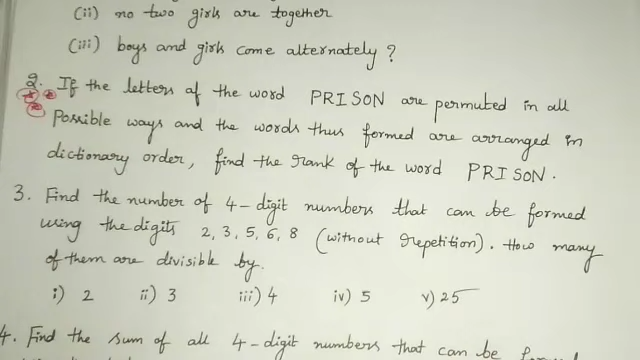 (ii) no two girls are together
(iii) boys and girls come alternately ?
2. If the letters of the word PRISON are permuted in all
Possible ways and the words thus formed are arranged in
dictionary order, find the rank of the word PRISON.
3. Find the number of 4-digit numbers that can be formed
using the digits 2, 3, 5, 6, 8 (without repetition). How many
of them are divisible by.
i) 2 ii) 3 iii) 4 iv) 5 v) 25
4. Find the sum of all 4-digit numbers that can be formed